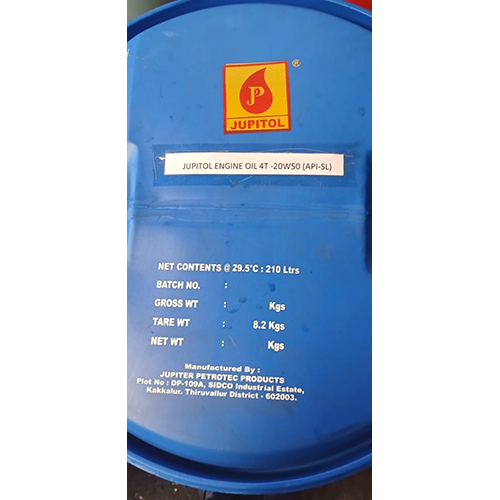 JP
®
JUPITOL
JUPITOL ENGINE OIL 4T -20W50 (API-SL)
NET CONTENTS @ 29.5°C : 210 Ltrs
BATCH NO. :
GROSS WT : Kgs
TARE WT : 8.2 Kgs
NET WT : Kgs
Manufactured By :
JUPITER PETROTEC PRODUCTS
Plot No : DP-109A, SIDCO Industrial Estate,
Kakkalur. Thiruvallur District - 602003.